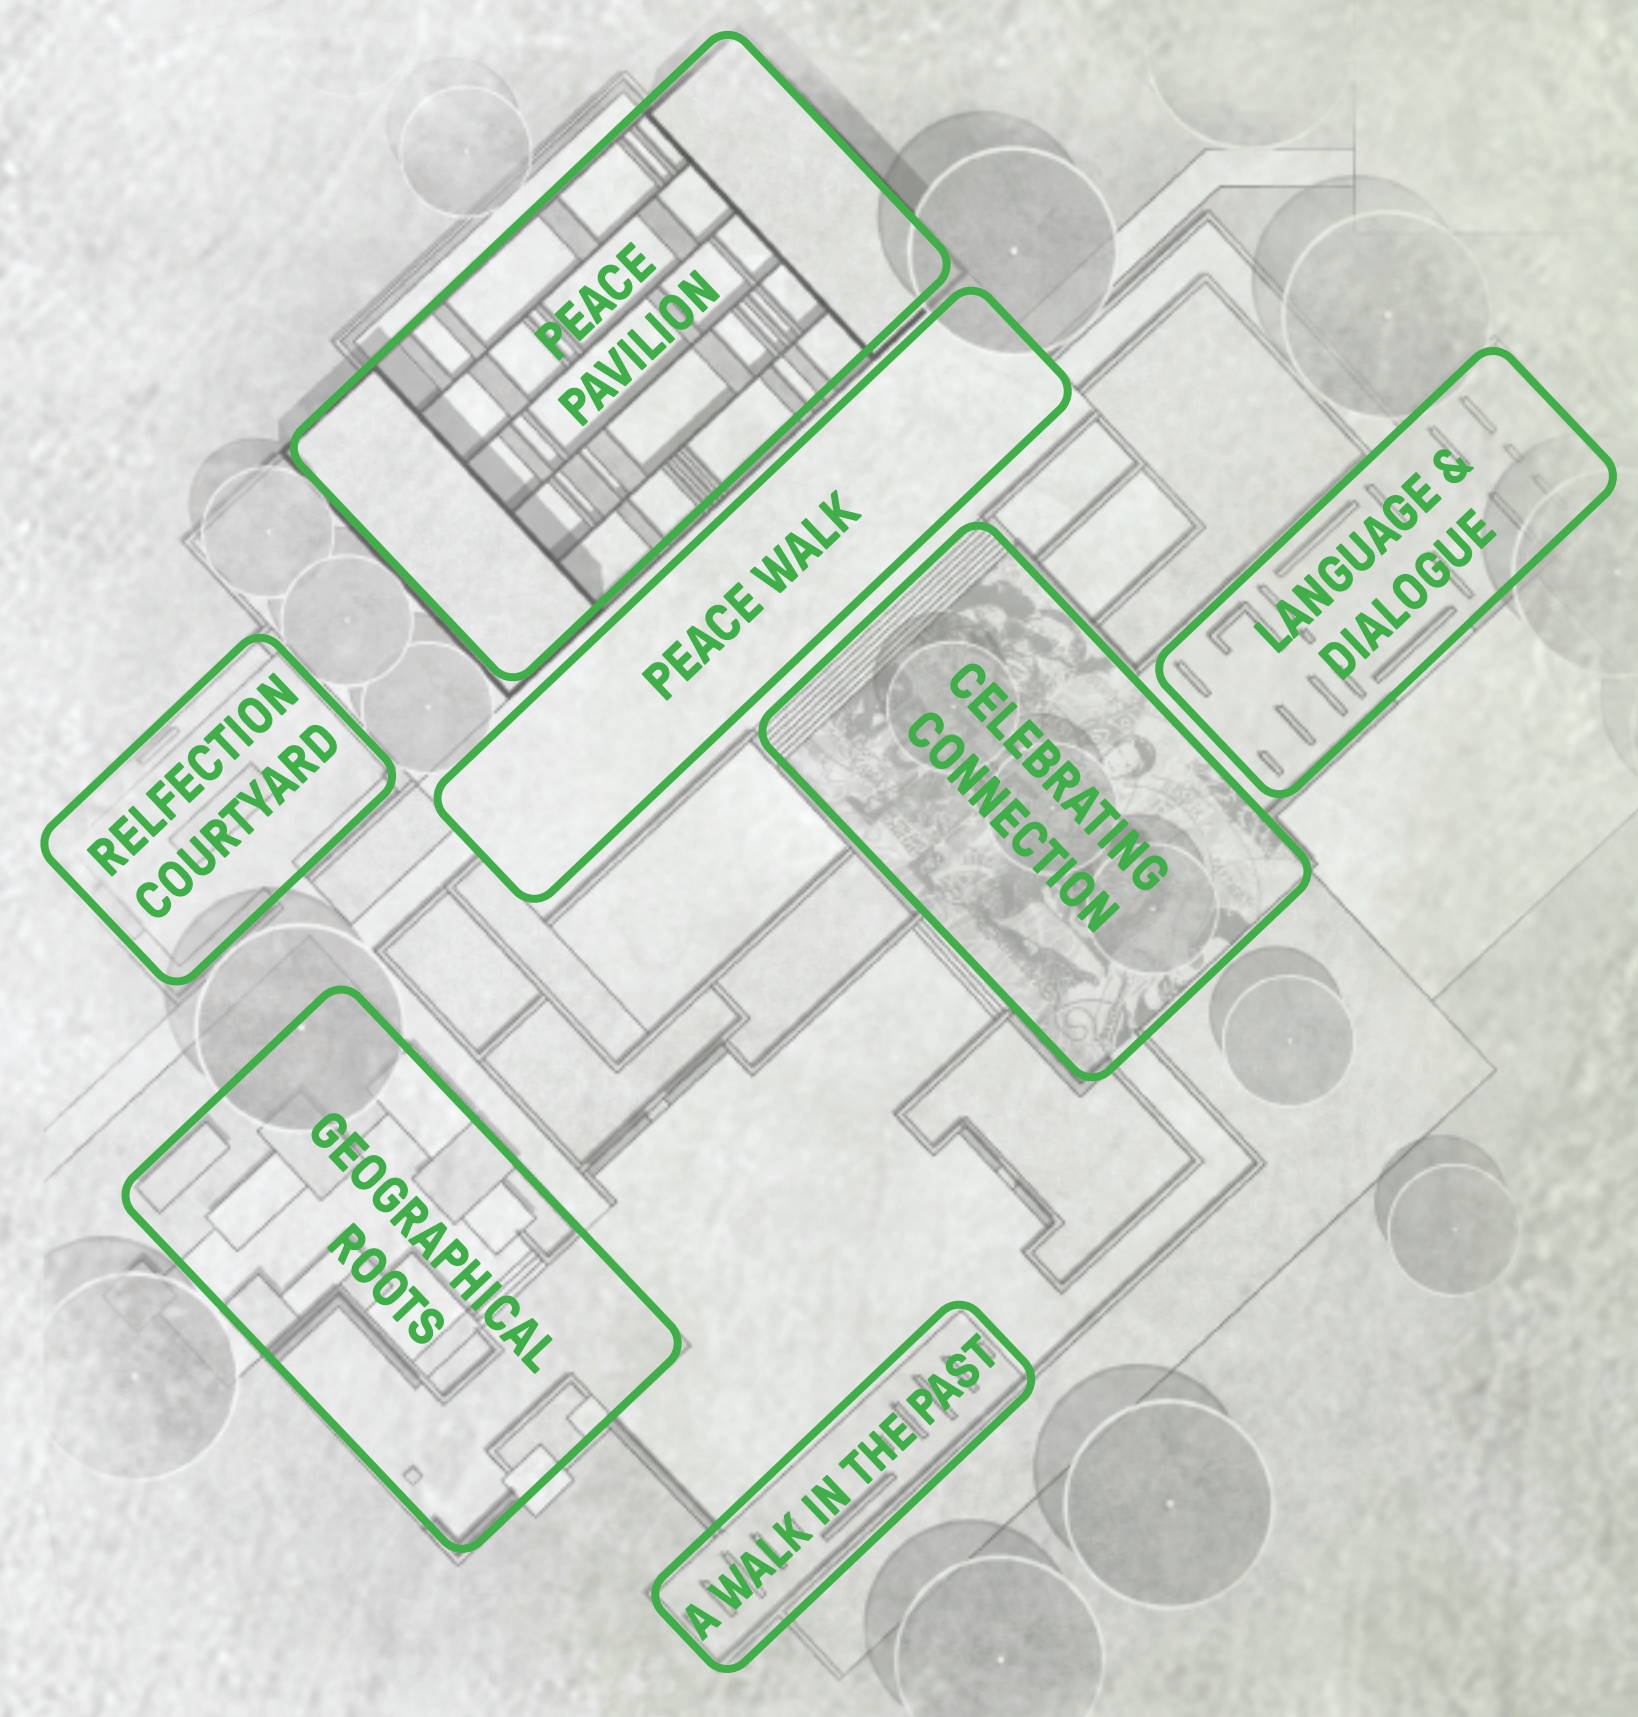 PEACE
PAVILION
PEACE WALK
LANGUAGE &
DIALOGUE
RELFECTION
COURTYARD
CELEBRATING
CONNECTION
GEOGRAPHICAL
ROOTS
A WALK IN THE PAST